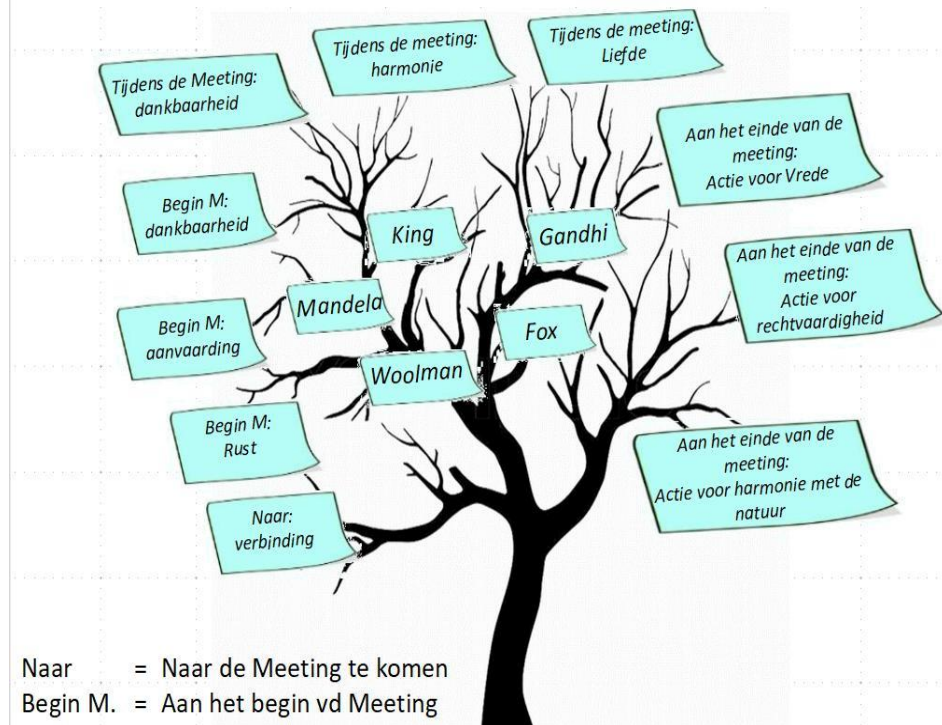 Tijdens de Meeting:
dankbaarheid
Tijdens de meeting:
harmonie
Tijdens de meeting:
Liefde
Aan het einde van de
meeting:
Actie voor Vrede
Begin M:
dankbaarheid
King
Gandhi
Aan het einde van de
meeting:
Actie voor
rechtvaardigheid
Mandela
Fox
Begin M:
aanvaarding
Woolman
Begin M:
Rust
Aan het einde van de
meeting:
Actie voor harmonie met de
natuur
Naar:
verbinding
Naar = Naar de Meeting te komen
Begin M. = Aan het begin vd Meeting